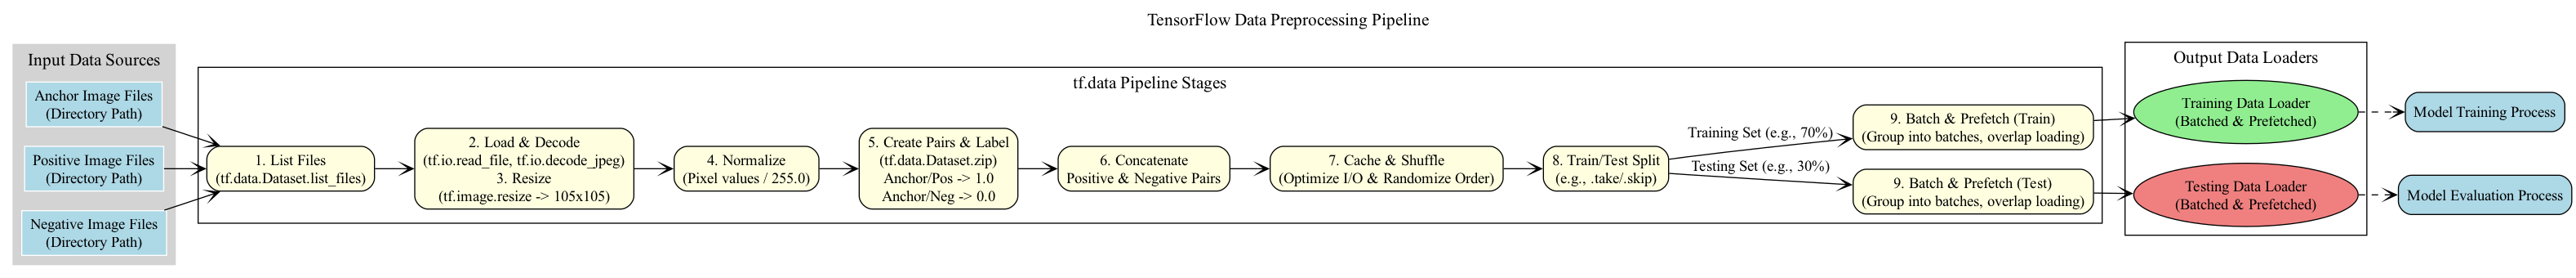 TensorFlow Data Preprocessing Pipeline
Input Data Sources
Anchor Image Files
(Directory Path)
Positive Image Files
(Directory Path)
Negative Image Files
(Directory Path)
tf.data Pipeline Stages
1. List Files
(tf.data.Dataset.list_files)
2. Load & Decode
(tf.io.read_file, tf.io.decode_jpeg)
3. Resize
(tf.image.resize -> 105x105)
4. Normalize
(Pixel values / 255.0)
5. Create Pairs & Label
(tf.data.Dataset.zip)
Anchor/Pos -> 1.0
Anchor/Neg -> 0.0
6. Concatenate
Positive & Negative Pairs
7. Cache & Shuffle
(Optimize I/O & Randomize Order)
8. Train/Test Split
(e.g., .take/.skip)
Training Set (e.g., 70%)
Testing Set (e.g., 30%)
9. Batch & Prefetch (Train)
(Group into batches, overlap loading)
9. Batch & Prefetch (Test)
(Group into batches, overlap loading)
Output Data Loaders
Training Data Loader
(Batched & Prefetched)
Testing Data Loader
(Batched & Prefetched)
Model Training Process
Model Evaluation Process